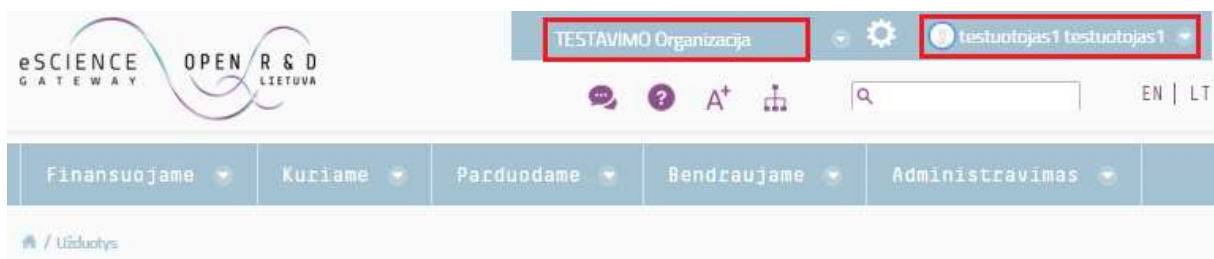 TESTAVIMO Organizacija testuotojas1 testuotojas1
eSCIENCE OPEN R & D
GATEWAY LIETUVA
A+ EN | LT
Finansuojame Kuriame Parduodame Bendraujame Administravimas
/ Užduotys